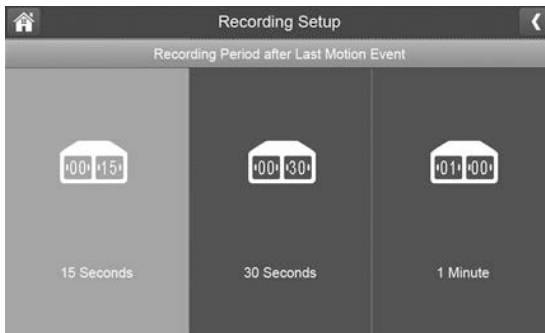 Recording Setup
Recording Period after Last Motion Event
00 15
00 30
01 00
15 Seconds
30 Seconds
1 Minute